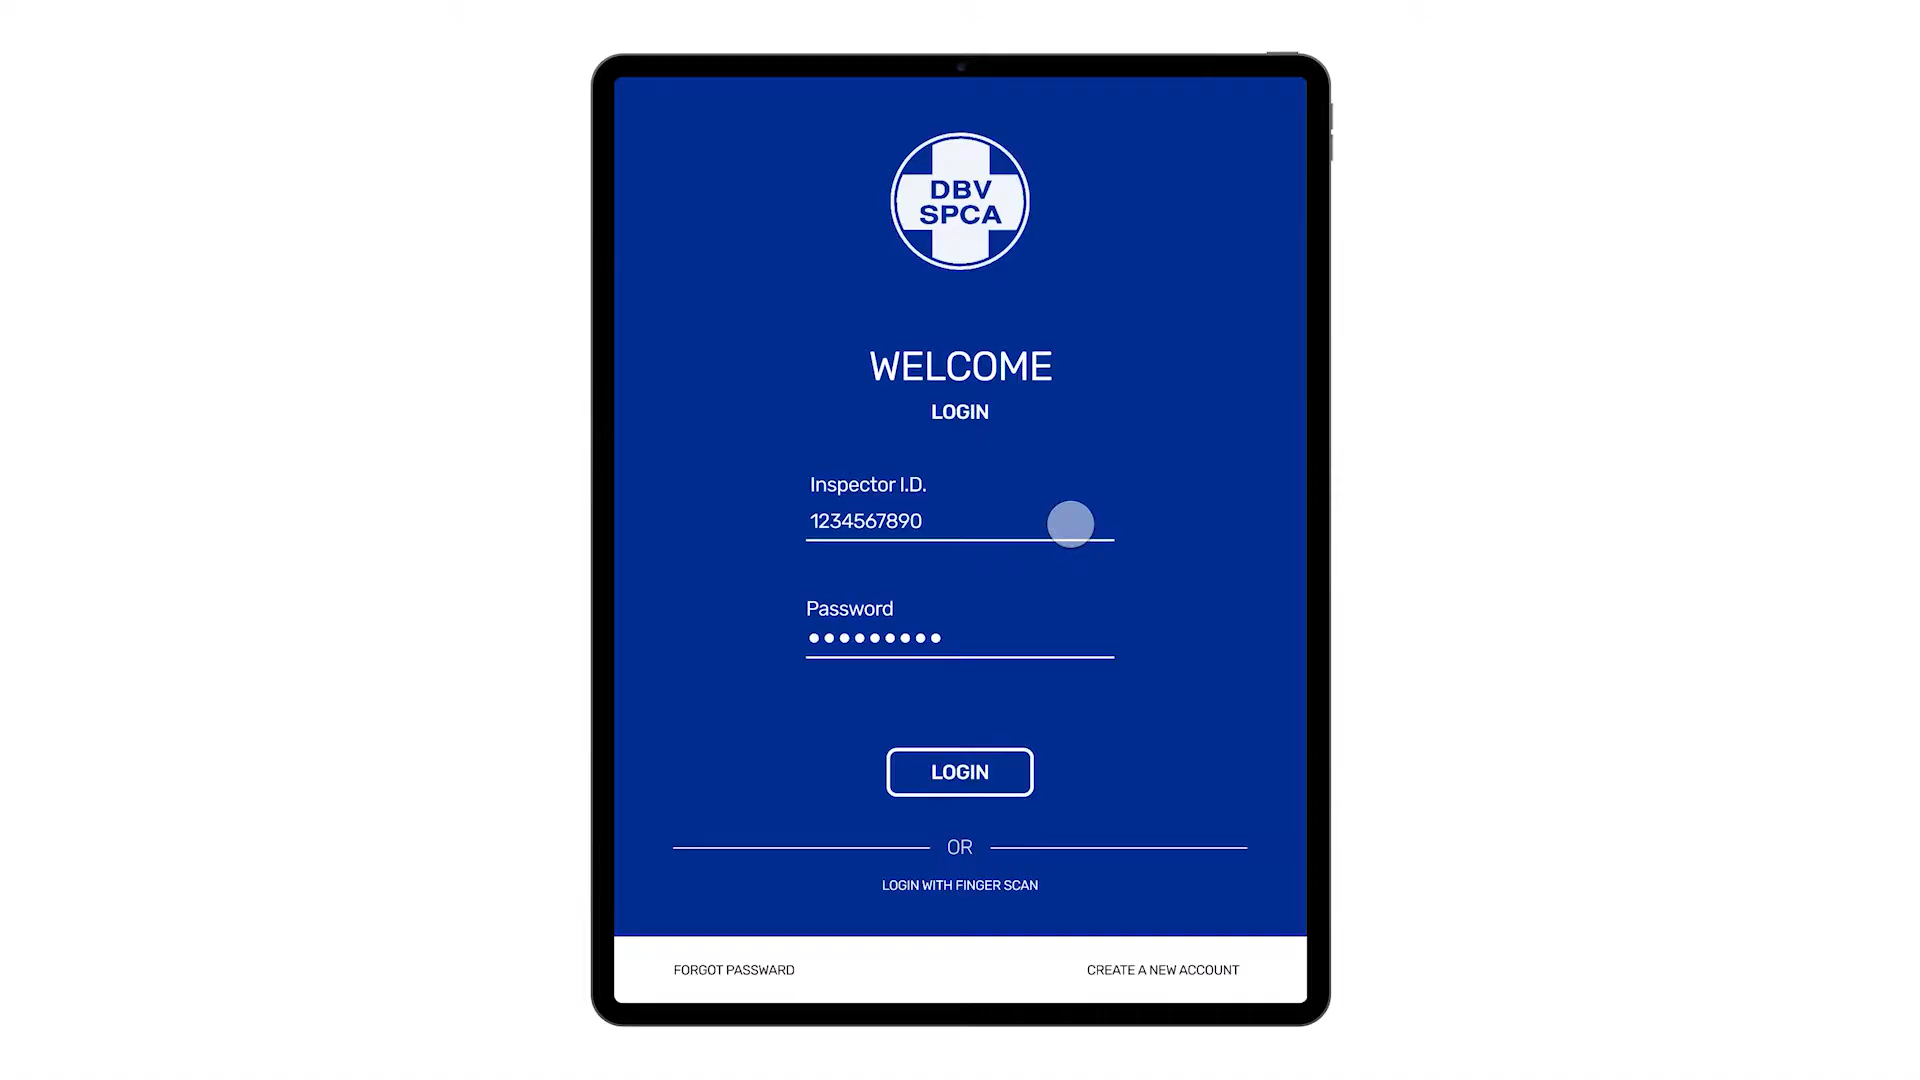 DBV
SPCA
WELCOME
LOGIN
Inspector I.D.
1234567890
Password
LOGIN
OR
LOGIN WITH FINGER SCAN
FORGOT PASSWARD
CREATE A NEW ACCOUNT